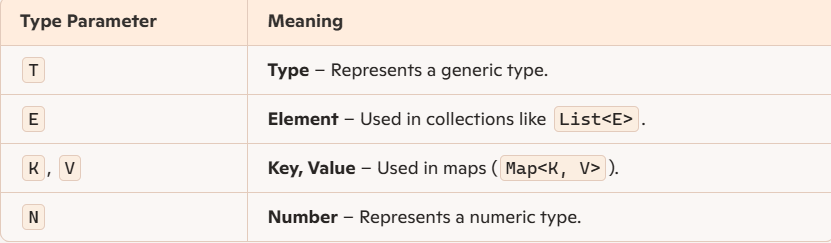 Type Parameter Meaning
T Type – Represents a generic type.
E Element – Used in collections like List<E>.
K, V Key, Value – Used in maps (Map<K, V>).
N Number – Represents a numeric type.